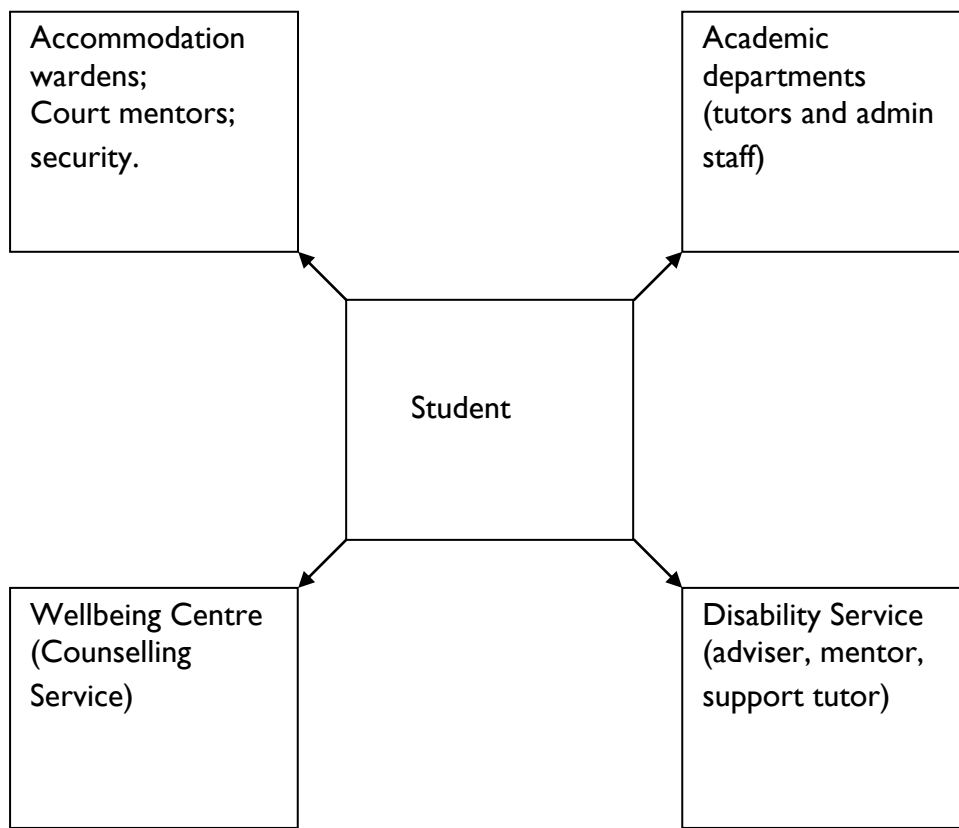 Accommodation
wardens;
Court mentors;
security.
Academic
departments
(tutors and admin
staff)
Student
Wellbeing Centre
(Counselling
Service)
Disability Service
(adviser, mentor,
support tutor)